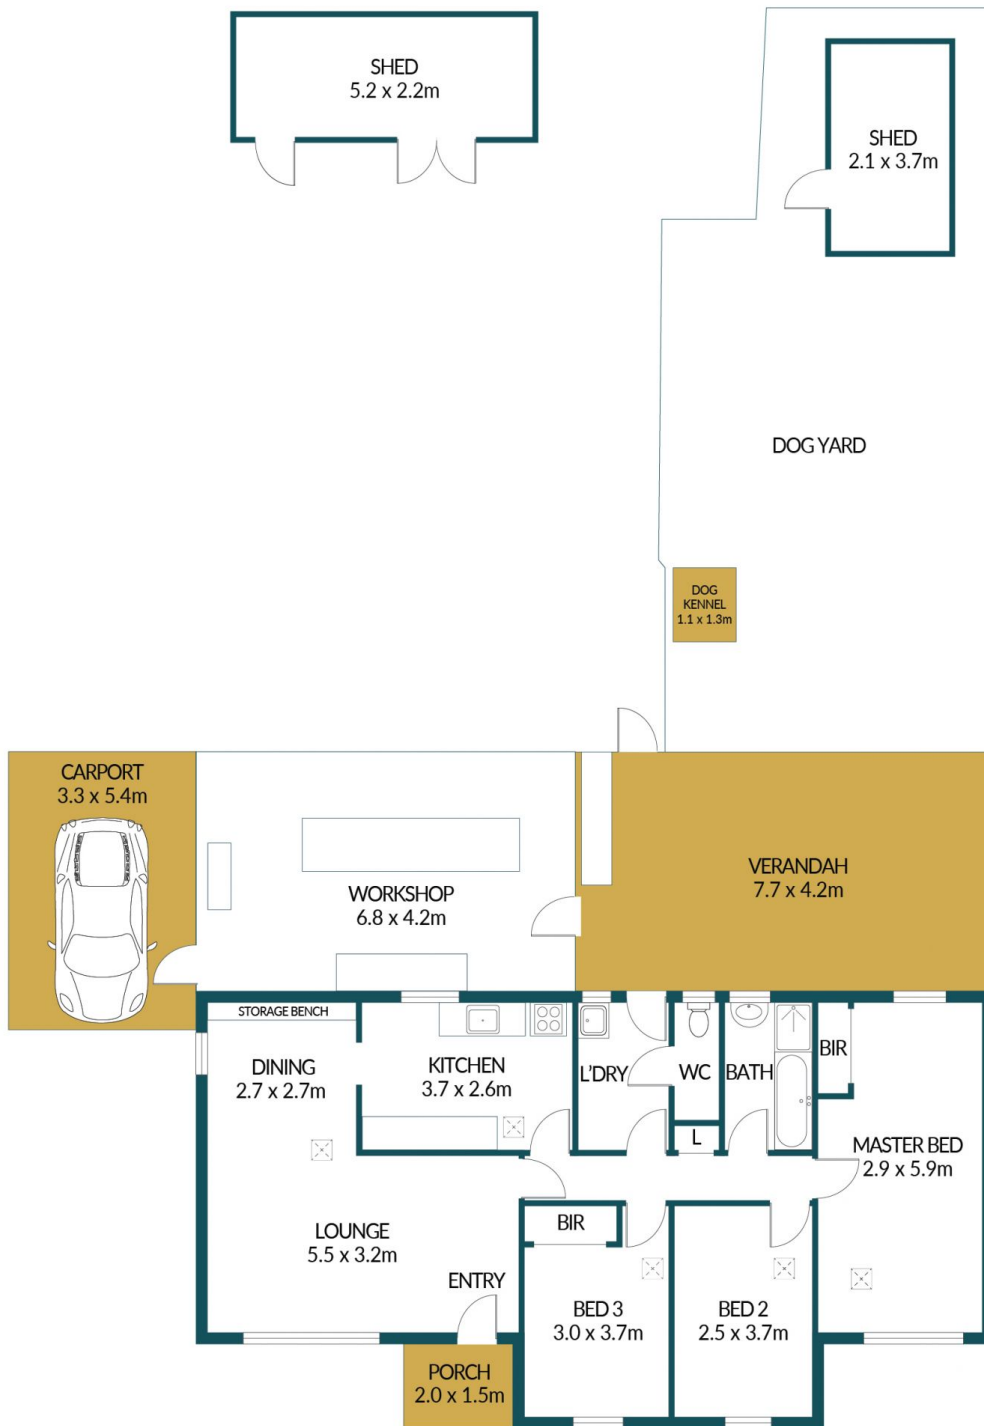 SHED
5.2 x 2.2m
SHED
2.1 x 3.7m
DOG YARD
DOG
KENNEL
1.1 x 1.3m
CARPORT
3.3 x 5.4m
WORKSHOP
6.8 x 4.2m
VERANDAH
7.7 x 4.2m
STORAGE BENCH
DINING
2.7 x 2.7m
KITCHEN
3.7 x 2.6m
L'DRY
WC
BATH
BIR
L
MASTER BED
2.9 x 5.9m
LOUNGE
5.5 x 3.2m
BIR
ENTRY
BED 3
3.0 x 3.7m
BED 2
2.5 x 3.7m
PORCH
2.0 x 1.5m